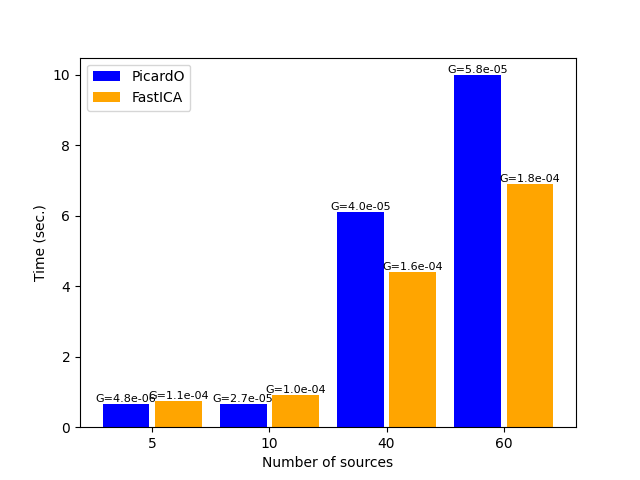 PicardO
FastICA
G=4.8e-06
G=1.1e-04
G=2.7e-05
G=1.0e-04
G=4.0e-05
G=1.6e-04
G=5.8e-05
G=1.8e-04
10
8
6
4
2
0
Time (sec.)
5
10
40
60
Number of sources